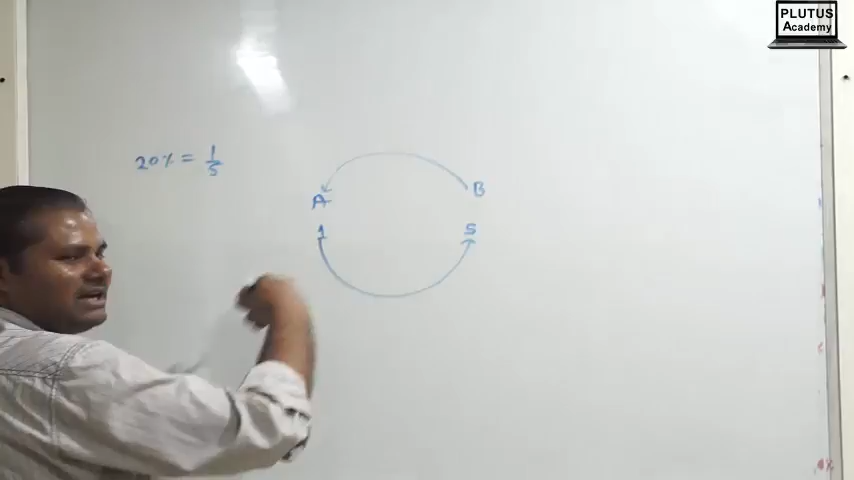 PLUTUS
Academy
20% = 1/5
A B
1 5